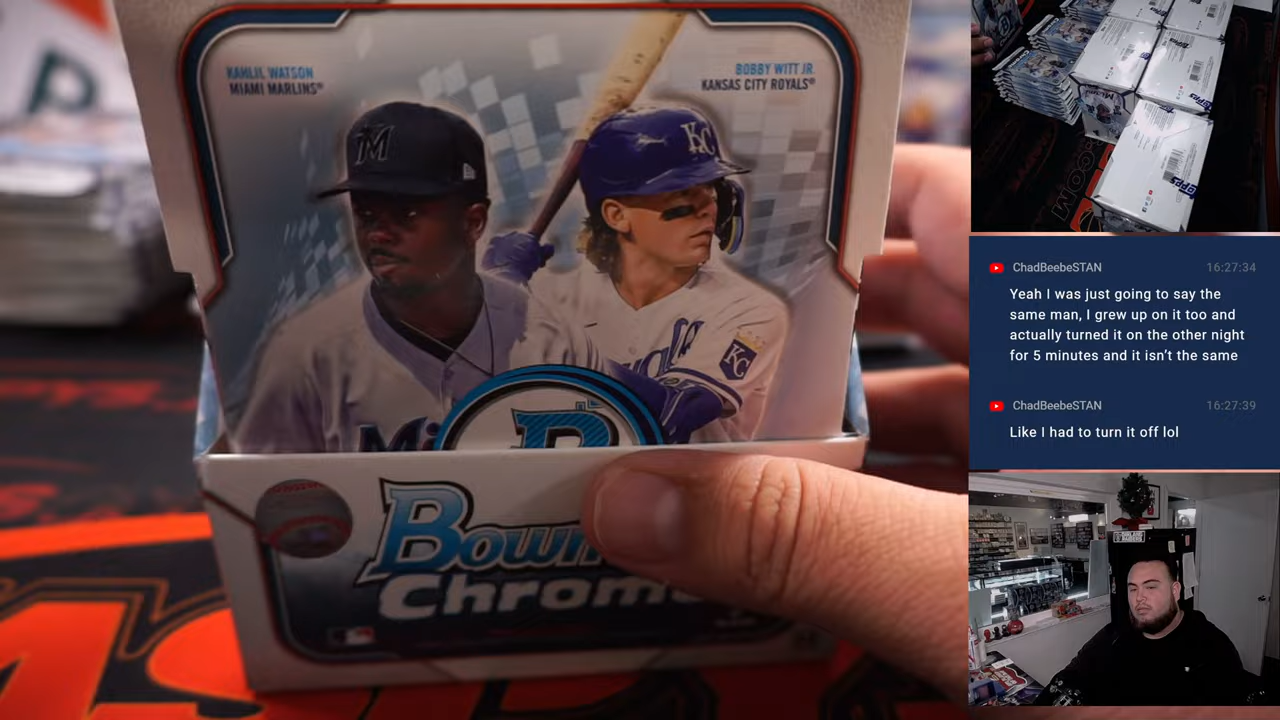 KAHLIL WATSON
MIAMI MARLINS®
BOBBY WITT JR.
KANSAS CITY ROYALS®
M
KC
KC
B
Chrome
ChadBeebeSTAN 16:27:34
Yeah I was just going to say the
same man, I grew up on it too and
actually turned it on the other night
for 5 minutes and it isn't the same
ChadBeebeSTAN 16:27:39
Like I had to turn it off lol